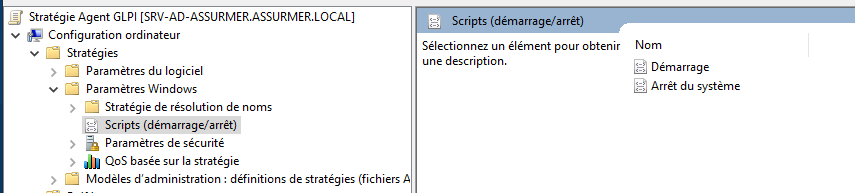 Stratégie Agent GLPI [SRV-AD-ASSURMER.ASSURMER.LOCAL]
Configuration ordinateur
Stratégies
Paramètres du logiciel
Paramètres Windows
Stratégie de résolution de noms
Scripts (démarrage/arrêt)
Paramètres de sécurité
QoS basée sur la stratégie
Modèles d'administration : définitions de stratégies (fichiers A
Scripts (démarrage/arrêt)
Sélectionnez un élément pour obtenir
une description.
Nom
Démarrage
Arrêt du système